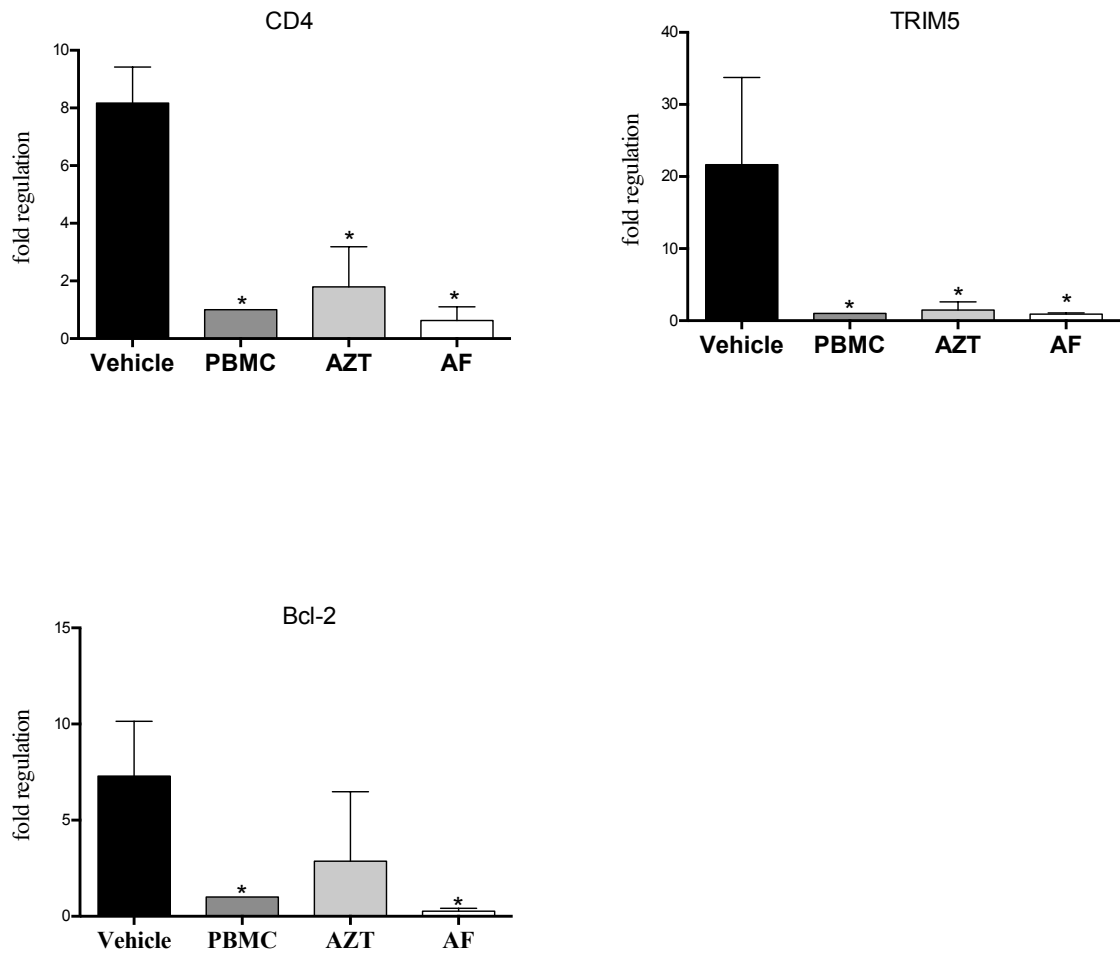 CD4
10
8
6
4
2
0
fold regulation
*
*
*
Vehicle PBMC AZT AF
TRIM5
40
30
20
10
0
fold regulation
*
*
*
Vehicle PBMC AZT AF
Bcl-2
15
10
5
0
fold regulation
*
*
Vehicle PBMC AZT AF